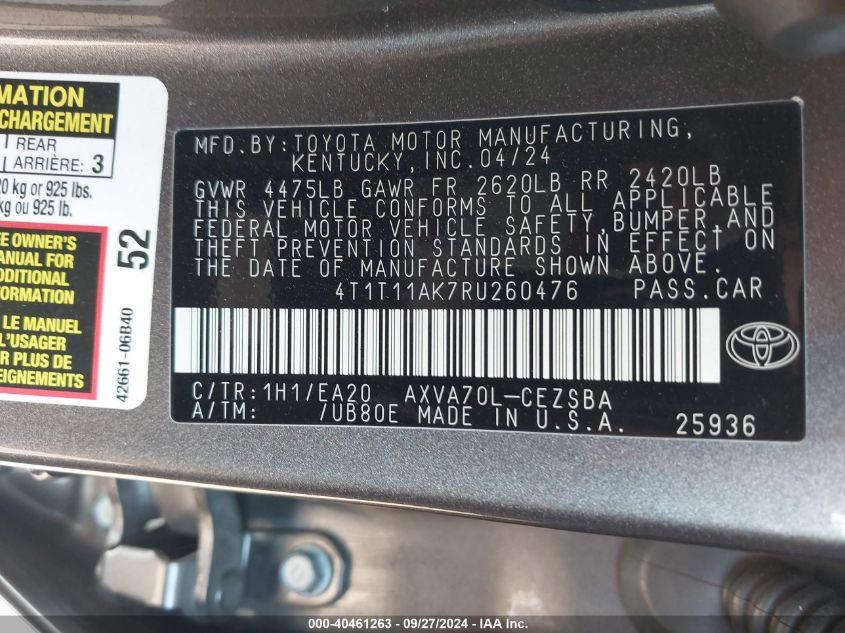 MATION
CHARGEMENT
REAR
ARRIÈRE: 3
kg or 925 lbs.
kg ou 925 lb.
OWNER'S
MANUAL FOR
ADDITIONAL
INFORMATION
LE MANUEL
L'USAGER
PLUS DE
RENSEIGNEMENTS
52
42661-06B40
MFD. BY: TOYOTA MOTOR MANUFACTURING,
KENTUCKY, INC. 04/24
GVWR 4475LB GAWR FR 2620LB RR 2420LB
THIS VEHICLE CONFORMS TO ALL APPLICABLE
FEDERAL MOTOR VEHICLE SAFETY, BUMPER, AND
THEFT PREVENTION STANDARDS IN EFFECT ON
THE DATE OF MANUFACTURE SHOWN ABOVE.
4T1T11AK7RU260476 PASS.CAR
C/TR: 1H1/EA20 AXVA70L-CEZSBA
A/TM: /UB80E MADE IN U.S.A. 25936
000-40461263 - 09/27/2024 - IAA Inc.